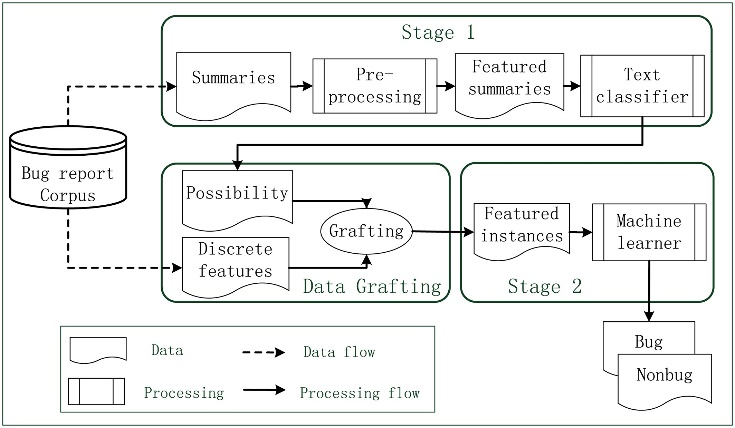 Stage 1
Summaries
Pre-
processing
Featured
summaries
Text
classifier
Bug report
Corpus
Possibility
Discrete
features
Grafting
Data Grafting
Featured
instances
Machine
learner
Stage 2
Bug
Nonbug
Data
Data flow
Processing
Processing flow